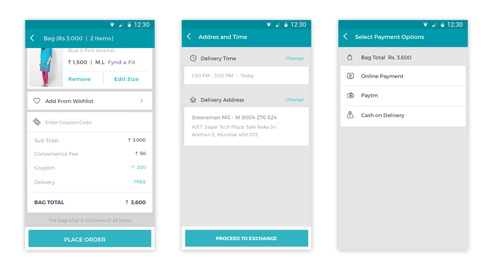 12:30
Bag (Rs 3,000 | 2 Items)
Blue & Pink Anarkali
₹ 1,500 | M,L Fynd a Fit
Remove Edit Size
Add From Wishlist
Enter Coupon Code
Sub Total ₹ 3,000
Convenience Fee ₹ 50
Coupon - ₹ 200
Delivery FREE
BAG TOTAL ₹ 3,600
The bag total is inclusive of all taxes
PLACE ORDER
12:30
Addres and Time
Delivery Time Change
1:00 PM - 3:00 PM - Today
Delivery Address Change
Sreeraman MG - M 9004 276 624
A317, Sagar Tech Plaza, Saki Naka Jn.
Andheri E, Mumbai 400 072
PROCEED TO EXCHANGE
12:30
Select Payment Options
Bag Total Rs. 3,600
Online Payment
Paytm
Cash on Delivery